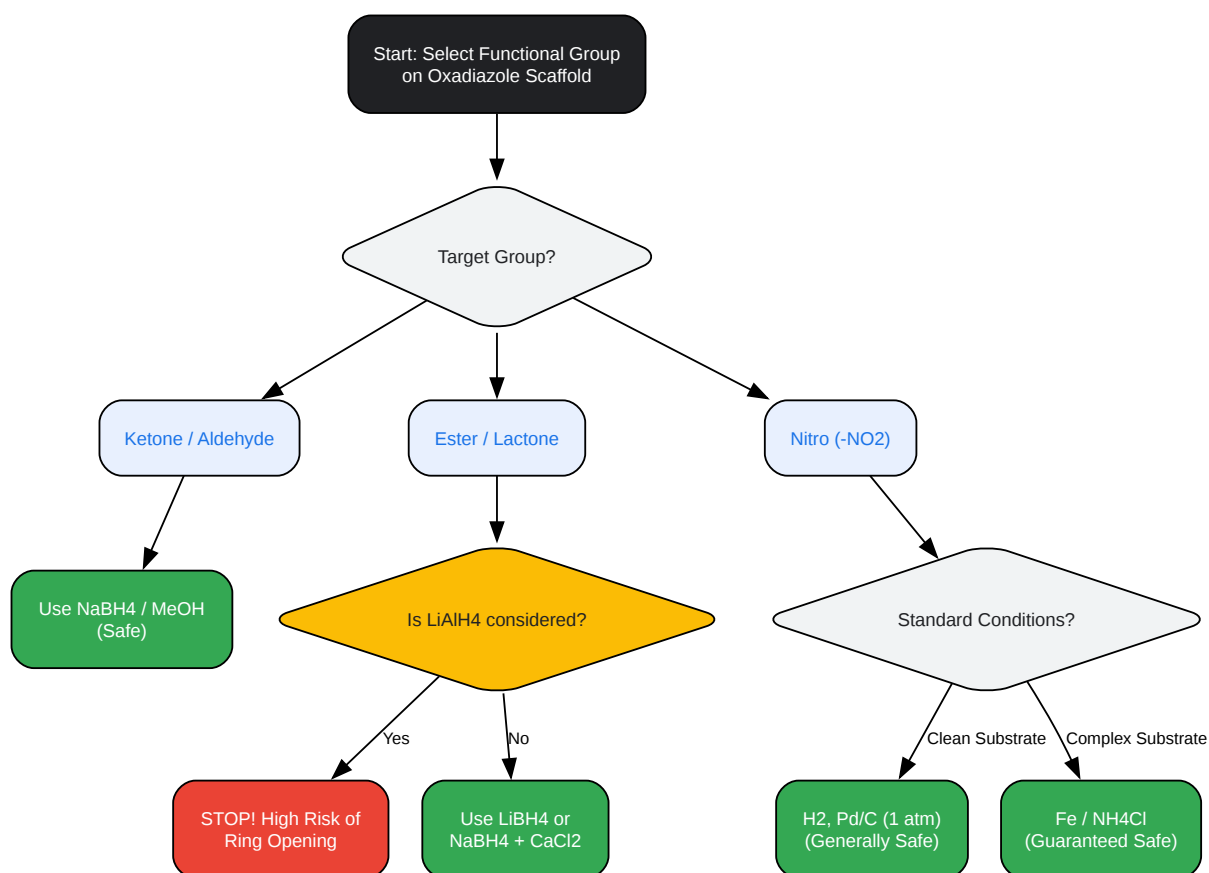 Start: Select Functional Group
on Oxadiazole Scaffold
Target Group?
Ketone / Aldehyde
Ester / Lactone
Nitro (-NO2)
Use NaBH4 / MeOH
(Safe)
Is LiAlH4 considered?
Standard Conditions?
Yes
No
Clean Substrate
Complex Substrate
STOP! High Risk of
Ring Opening
Use LiBH4 or
NaBH4 + CaCl2
H2, Pd/C (1 atm)
(Generally Safe)
Fe / NH4Cl
(Guaranteed Safe)